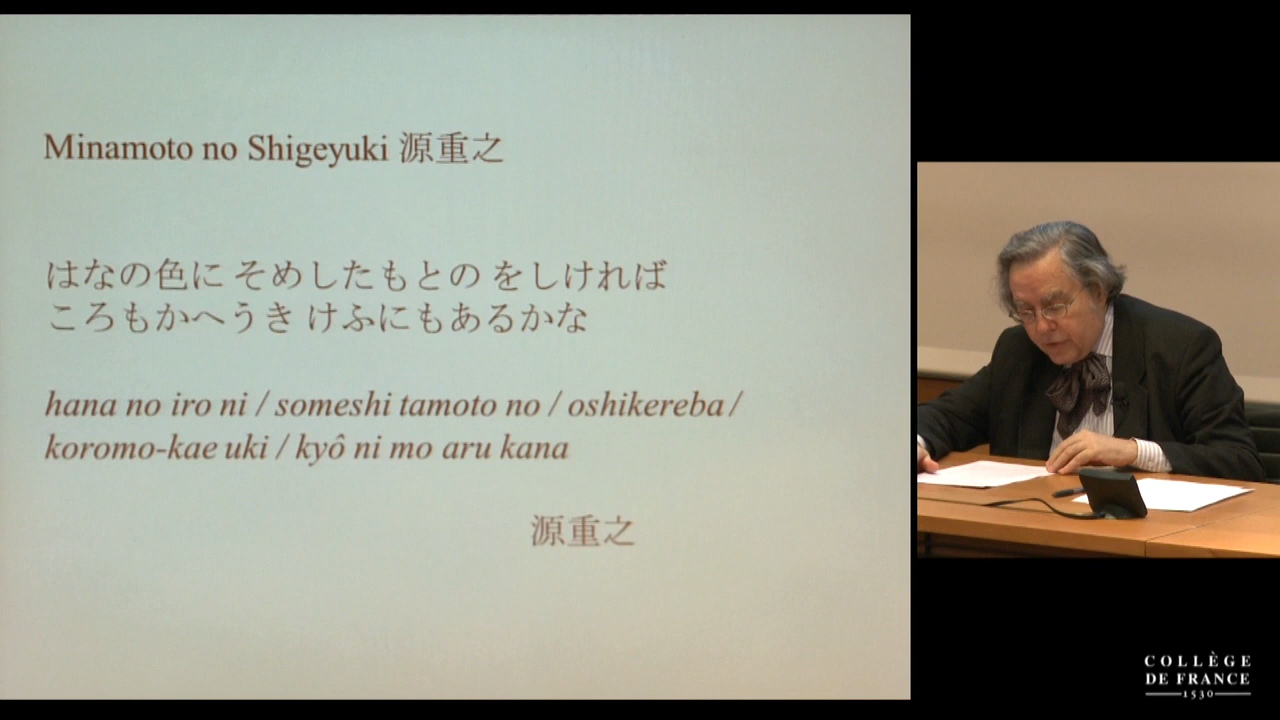 Minamoto no Shigeyuki 源重之
はなの色に そめしたもとの をしければ
ころもかへうき けふにもあるかな
hana no iro ni / someshi tamoto no / oshikereba /
koromo-kae uki / kyô ni mo aru kana
源重之
COLLÈGE
DE FRANCE
1530